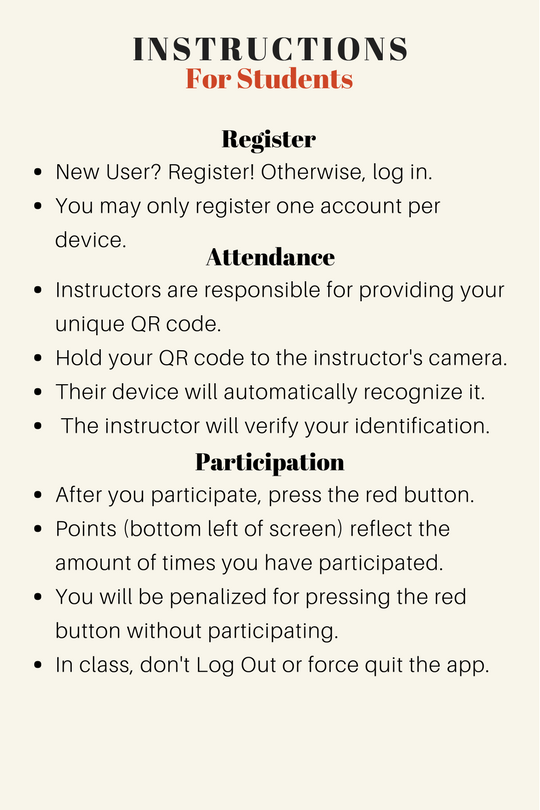 INSTRUCTIONS
For Students
Register
• New User? Register! Otherwise, log in.
• You may only register one account per
device.
Attendance
• Instructors are responsible for providing your
unique QR code.
• Hold your QR code to the instructor's camera.
• Their device will automatically recognize it.
• The instructor will verify your identification.
Participation
• After you participate, press the red button.
• Points (bottom left of screen) reflect the
amount of times you have participated.
• You will be penalized for pressing the red
button without participating.
• In class, don't Log Out or force quit the app.